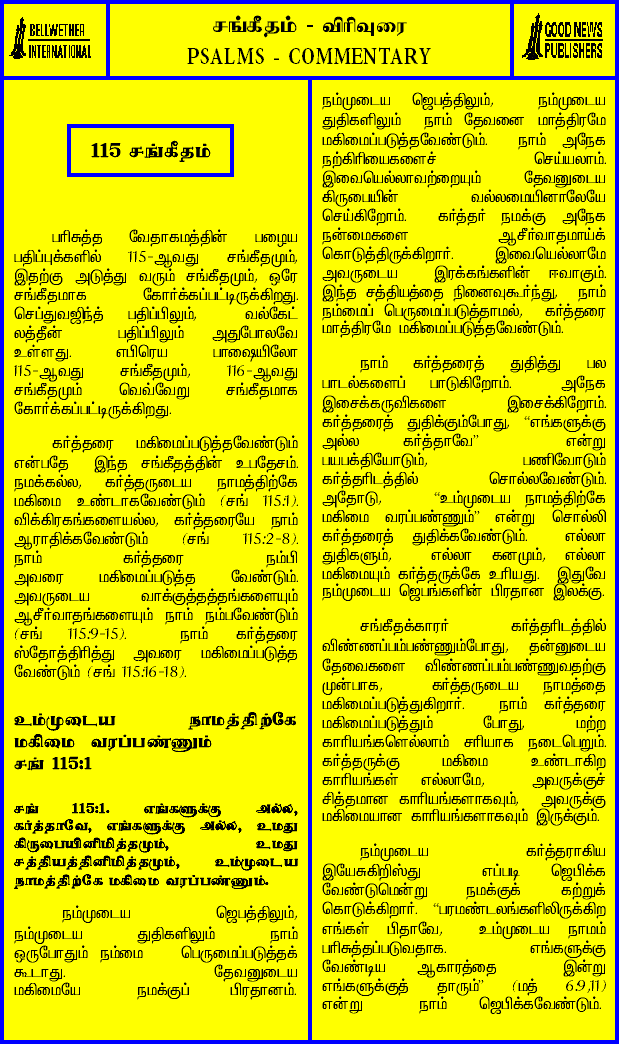 BELLWETHER
INTERNATIONAL
சங்கீதம் - விரிவுரை
PSALMS - COMMENTARY
GOOD NEWS
PUBLISHERS
115 சங்கீதம்
பரிசுத்த வேதாகமத்தின் பழைய
பதிப்புக்களில் 115-ஆவது சங்கீதமும்,
இதற்கு அடுத்து வரும் சங்கீதமும், ஒரே
சங்கீதமாக கோர்க்கப்பட்டிருக்கிறது.
செப்துவஜிந்த் பதிப்பிலும், வல்கேட்
லத்தீன் பதிப்பிலும் அதுபோலவே
உள்ளது. எபிரெய பாஷையிலோ
115-ஆவது சங்கீதமும், 116-ஆவது
சங்கீதமும் வெவ்வேறு சங்கீதமாக
கோர்க்கப்பட்டிருக்கிறது.
கர்த்தரை மகிமைப்படுத்தவேண்டும்
என்பதே இந்த சங்கீதத்தின் உபதேசம்.
நமக்கல்ல, கர்த்தருடைய நாமத்திற்கே
மகிமை உண்டாகவேண்டும் (சங் 115:1).
விக்கிரகங்களையல்ல, கர்த்தரையே நாம்
ஆராதிக்கவேண்டும் (சங் 115:2-8).
நாம் கர்த்தரை நம்பி
அவரை மகிமைப்படுத்த வேண்டும்.
அவருடைய வாக்குத்தத்தங்களையும்
ஆசீர்வாதங்களையும் நாம் நம்பவேண்டும்
(சங் 115:9-15). நாம் கர்த்தரை
ஸ்தோத்திரித்து அவரை மகிமைப்படுத்த
வேண்டும் (சங் 115:16-18).
உம்முடைய நாமத்திற்கே
மகிமை வரப்பண்ணும்
சங் 115:1
சங் 115:1. எங்களுக்கு அல்ல,
கர்த்தாவே, எங்களுக்கு அல்ல, உமது
கிருபையினிமித்தமும், உமது
சத்தியத்தினிமித்தமும், உம்முடைய
நாமத்திற்கே மகிமை வரப்பண்ணும்.
நம்முடைய ஜெபத்திலும்,
நம்முடைய துதிகளிலும் நாம்
ஒருபோதும் நம்மை பெருமைப்படுத்தக்
கூடாது. தேவனுடைய
மகிமையே நமக்குப் பிரதானம்.
நம்முடைய ஜெபத்திலும், நம்முடைய
துதிகளிலும் நாம் தேவனை மாத்திரமே
மகிமைப்படுத்தவேண்டும். நாம் அநேக
நற்கிரியைகளைச் செய்யலாம்.
இவையெல்லாவற்றையும் தேவனுடைய
கிருபையின் வல்லமையினாலேயே
செய்கிறோம். கர்த்தர் நமக்கு அநேக
நன்மைகளை ஆசீர்வாதமாய்க்
கொடுத்திருக்கிறார். இவையெல்லாமே
அவருடைய இரக்கங்களின் ஈவாகும்.
இந்த சத்தியத்தை நினைவுகூர்ந்து, நாம்
நம்மைப் பெருமைப்படுத்தாமல், கர்த்தரை
மாத்திரமே மகிமைப்படுத்தவேண்டும்.
நாம் கர்த்தரைத் துதித்து பல
பாடல்களைப் பாடுகிறோம். அநேக
இசைக்கருவிகளை இசைக்கிறோம்.
கர்த்தரைத் துதிக்கும்போது, “எங்களுக்கு
அல்ல கர்த்தாவே” என்று
பயபக்தியோடும், பணிவோடும்
கர்த்தரிடத்தில் சொல்லவேண்டும்.
அதோடு, “உம்முடைய நாமத்திற்கே
மகிமை வரப்பண்ணும்” என்று சொல்லி
கர்த்தரைத் துதிக்கவேண்டும். எல்லா
துதிகளும், எல்லா கனமும், எல்லா
மகிமையும் கர்த்தருக்கே உரியது. இதுவே
நம்முடைய ஜெபங்களின் பிரதான இலக்கு.
சங்கீதக்காரர் கர்த்தரிடத்தில்
விண்ணப்பம்பண்ணும்போது, தன்னுடைய
தேவைகளை விண்ணப்பம்பண்ணுவதற்கு
முன்பாக, கர்த்தருடைய நாமத்தை
மகிமைப்படுத்துகிறார். நாம் கர்த்தரை
மகிமைப்படுத்தும் போது, மற்ற
காரியங்களெல்லாம் சரியாக நடைபெறும்.
கர்த்தருக்கு மகிமை உண்டாகிற
காரியங்கள் எல்லாமே, அவருக்குச்
சித்தமான காரியங்களாகவும், அவருக்கு
மகிமையான காரியங்களாகவும் இருக்கும்.
நம்முடைய கர்த்தராகிய
இயேசுகிறிஸ்து எப்படி ஜெபிக்க
வேண்டுமென்று நமக்குக் கற்றுக்
கொடுக்கிறார். “பரமண்டலங்களிலிருக்கிற
எங்கள் பிதாவே, உம்முடைய நாமம்
பரிசுத்தப்படுவதாக. எங்களுக்கு
வேண்டிய ஆகாரத்தை இன்று
எங்களுக்குத் தாரும்” (மத் 6:9,11)
என்று நாம் ஜெபிக்கவேண்டும்.